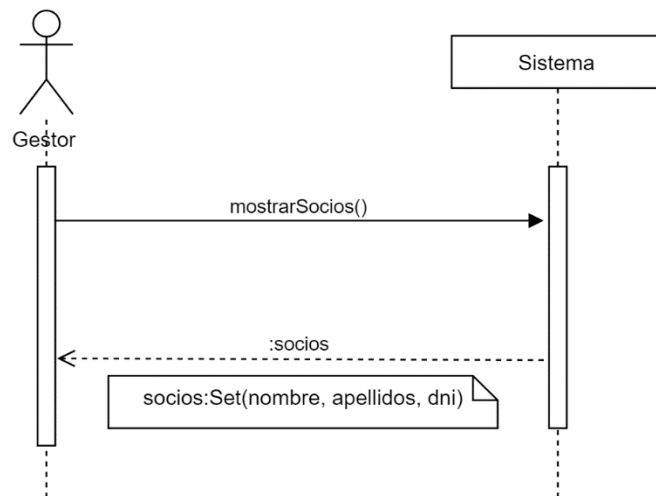 Sistema
Gestor
mostrarSocios()
:socios
socios:Set(nombre, apellidos, dni)